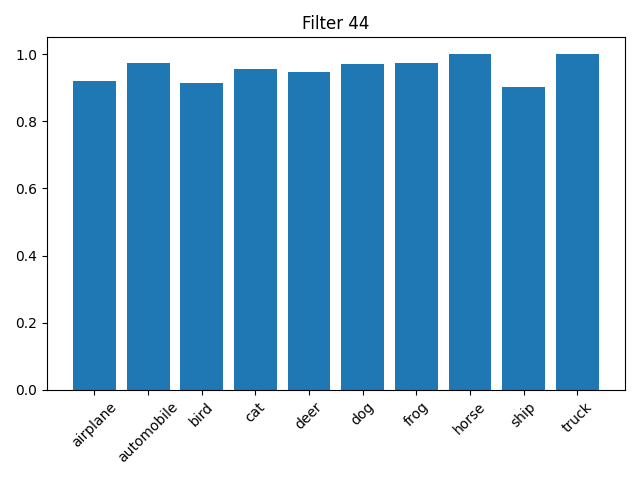 Filter 44
1.0
0.8
0.6
0.4
0.2
0.0
airplane
automobile
bird
cat
deer
dog
frog
horse
ship
truck